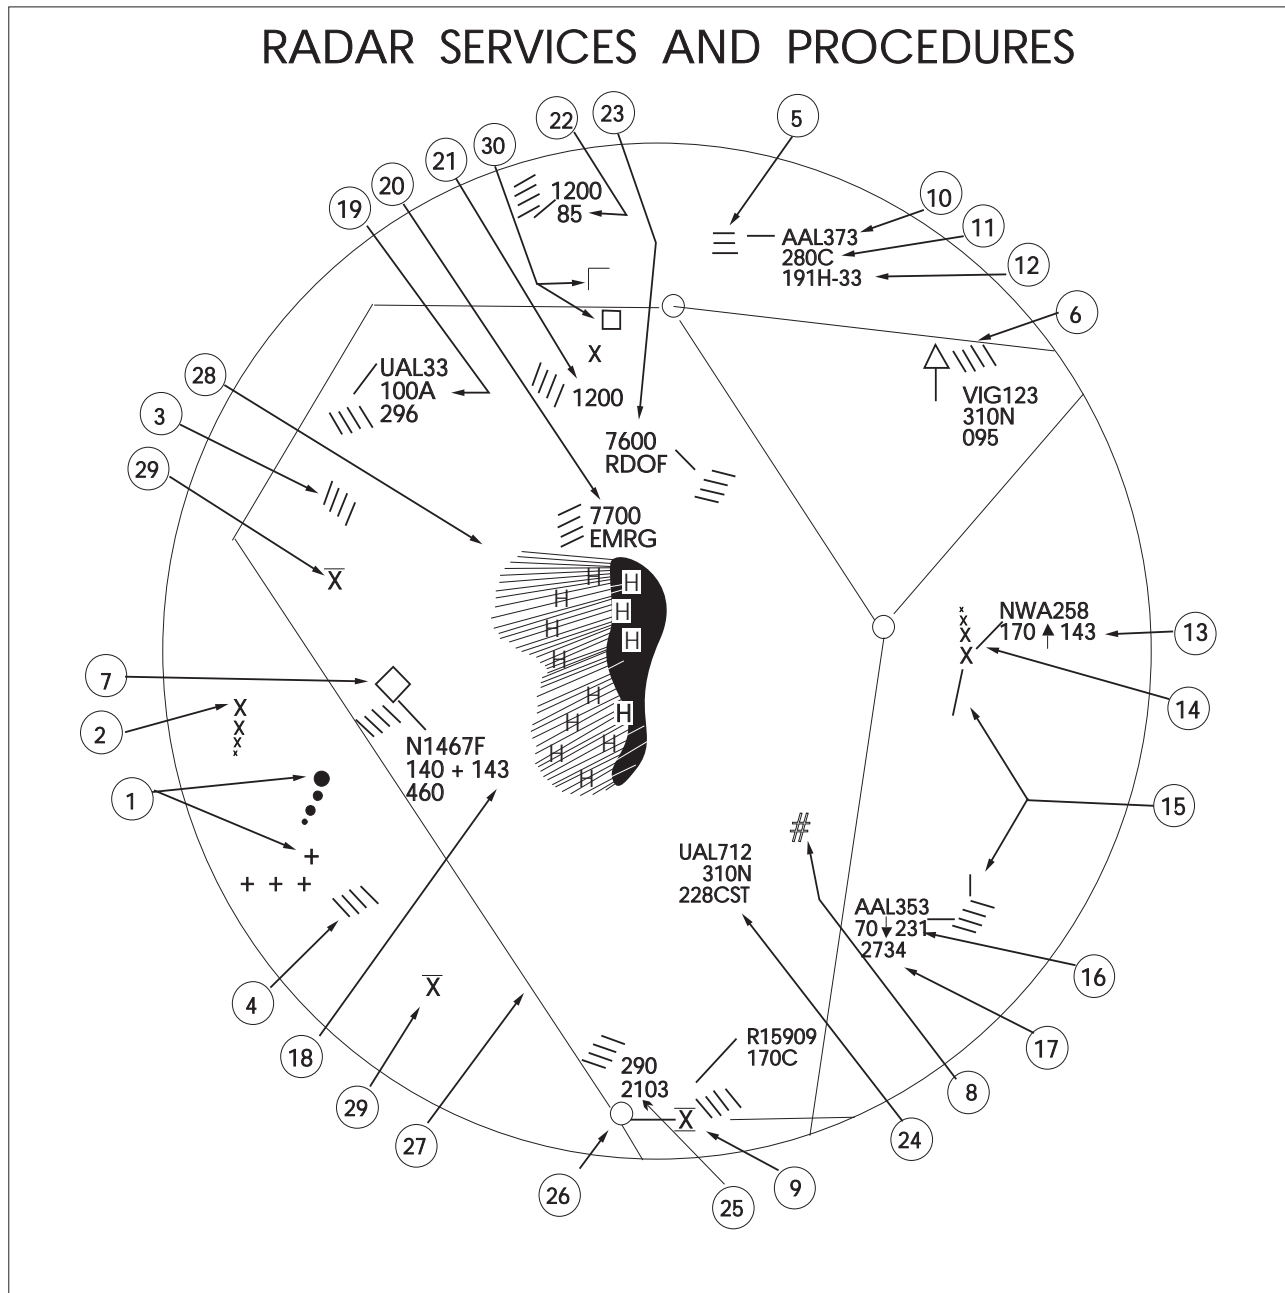 RADAR SERVICES AND PROCEDURES
22
23
5
30
21
20
19
1200
85
10
AAL373
280C
191H-33
11
12
6
28
3
29
UAL33
100A
296
X
1200
VIG123
310N
095
7600
RDOF
7700
EMRG
X
H
H
H
H
H
H
H
H
H
H
H
H
H
H
NWA258
170 143
X
X
X
X
13
14
7
2
X
X
X
X
N1467F
140 + 143
460
1
+
+ + +
15
#
UAL712
310N
228CST
AAL353
70 231
2734
16
4
X
18
29
27
R15909
170C
290
2103
X
17
8
24
26
25
9